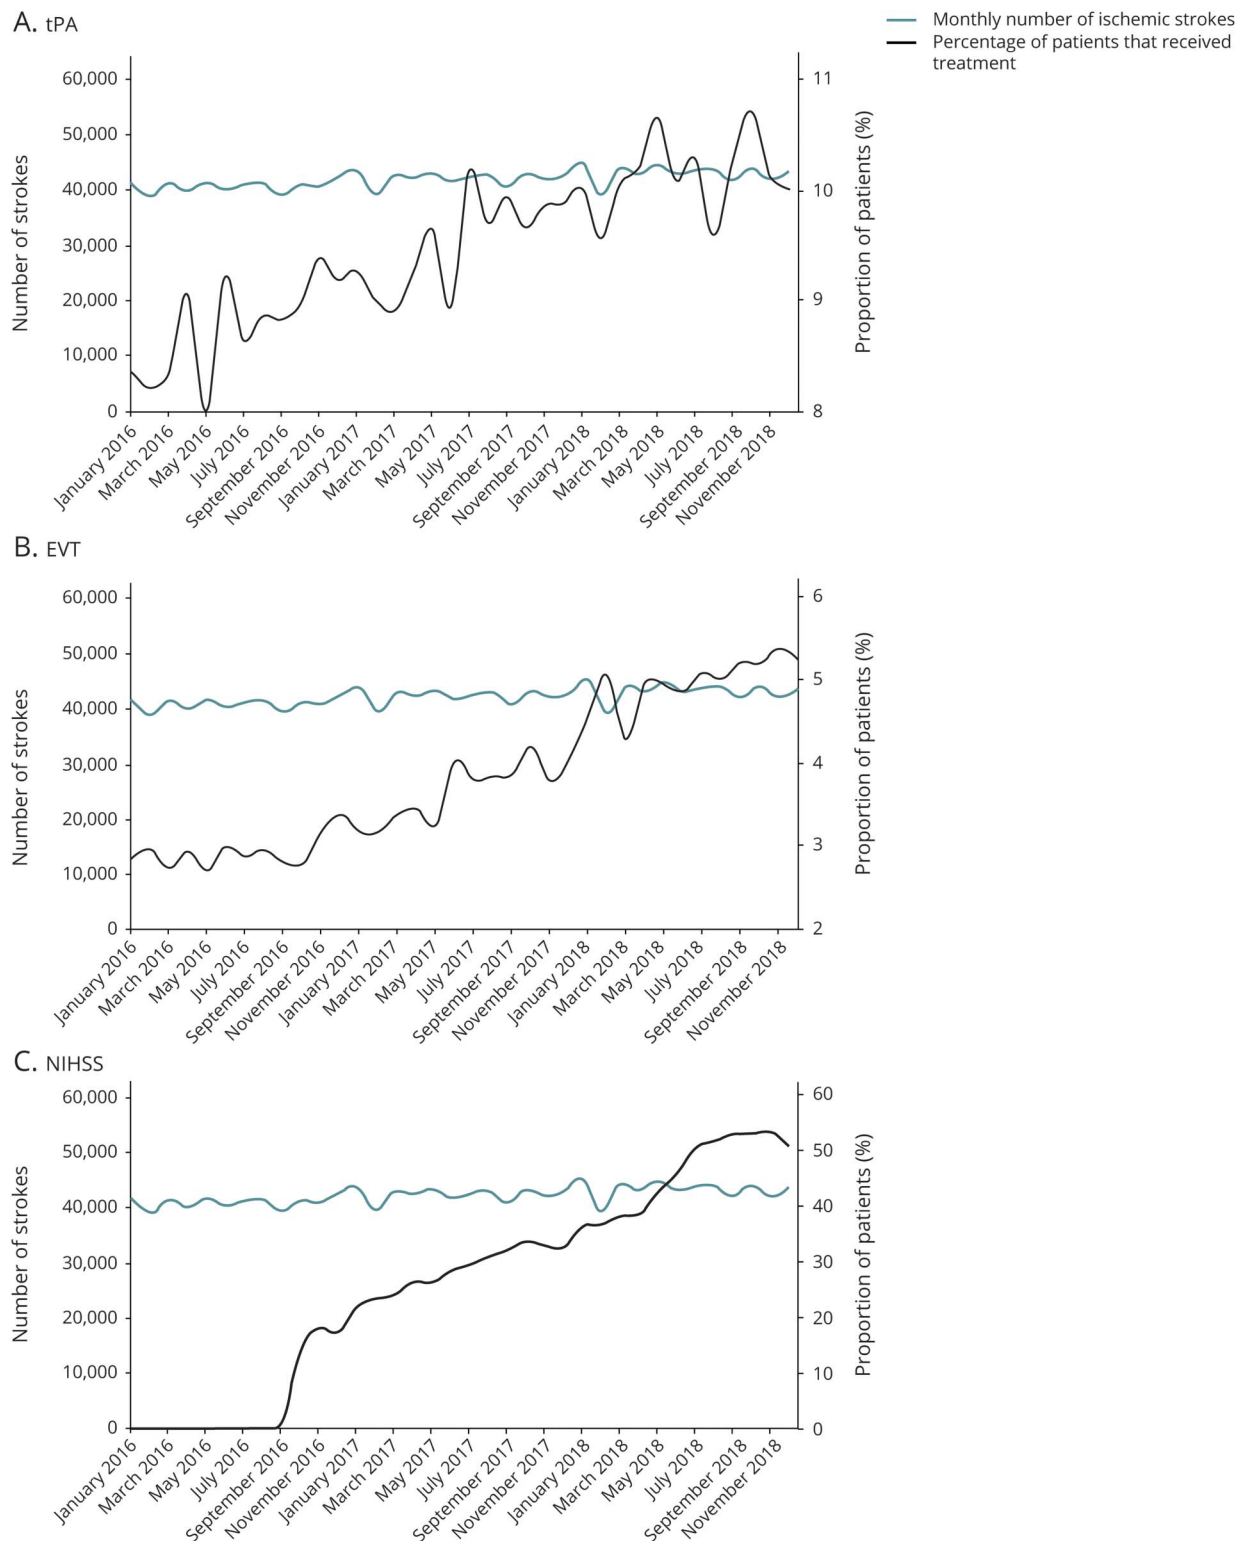 A. tPA
Monthly number of ischemic strokes
Percentage of patients that received
treatment
Number of strokes
60,000
50,000
40,000
30,000
20,000
10,000
0
11
10
9
8
Proportion of patients (%)
January 2016
March 2016
May 2016
July 2016
September 2016
November 2016
January 2017
March 2017
May 2017
July 2017
September 2017
November 2017
January 2018
March 2018
May 2018
July 2018
September 2018
November 2018
B. EVT
Number of strokes
60,000
50,000
40,000
30,000
20,000
10,000
0
6
5
4
3
2
Proportion of patients (%)
January 2016
March 2016
May 2016
July 2016
September 2016
November 2016
January 2017
March 2017
May 2017
July 2017
September 2017
November 2017
January 2018
March 2018
May 2018
July 2018
September 2018
November 2018
C. NIHSS
Number of strokes
60,000
50,000
40,000
30,000
20,000
10,000
0
60
50
40
30
20
10
0
Proportion of patients (%)
January 2016
March 2016
May 2016
July 2016
September 2016
November 2016
January 2017
March 2017
May 2017
July 2017
September 2017
November 2017
January 2018
March 2018
May 2018
July 2018
September 2018
November 2018